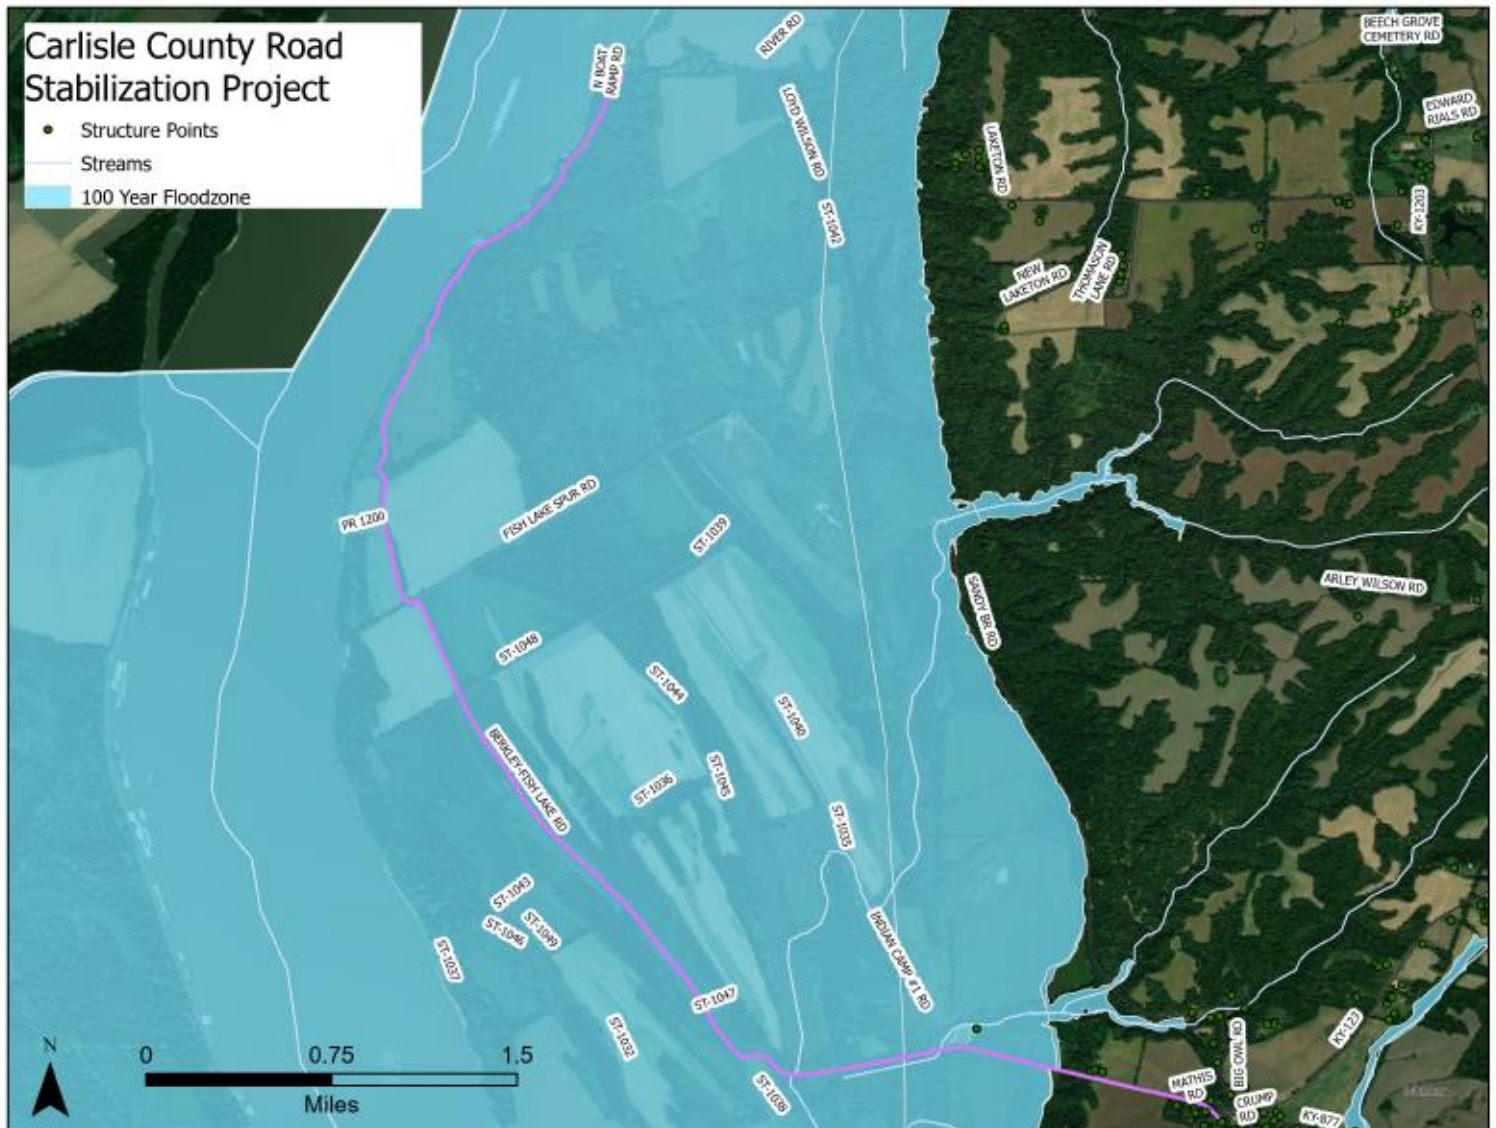 Carlisle County Road
Stabilization Project
Structure Points
Streams
100 Year Floodzone
N BOAT
RAMP RD
RIVER RD
BEECH GROVE
CEMETERY RD
LOYD WILSON RD
EDWARD
RIALS RD
LAKETON RD
ST-1042
KY-1203
NEW
LAKETON RD
THOMASON
LANE RD
PR 1200
FISH LAKE SPUR RD
ST-1039
SANDY BR RD
ARLEY WILSON RD
ST-1048
ST-1044
ST-1040
BERKLEY-FISH LAKE RD
ST-1036
ST-1045
ST-1035
ST-1043
ST-1046
ST-1049
ST-1037
INDIAN CAMP #1 RD
ST-1047
ST-1032
ST-1038
KY-123
BIG OWL RD
MATHIS
RD
CRUMP
RD
KY-877
N
0 0.75 1.5
Miles